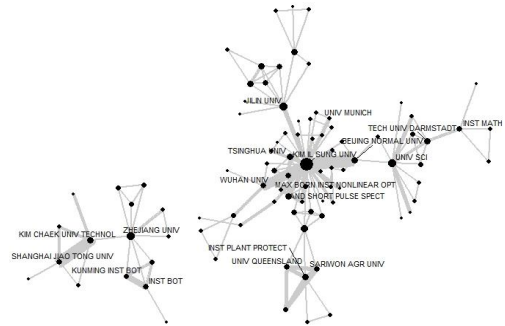 JILIN UNIV
UNIV MUNICH
INST MATH
TECH UNIV DARMSTADT
BEIJING NORMAL UNIV
TSINGHUA UNIV
KIM IL SUNG UNIV
UNIV SCI
WUHAN UNIV
MAX BORN INST NONLINEAR OPT
AND SHORT PULSE SPECT
KIM CHAEK UNIV TECHNOL
ZHEJIANG UNIV
INST PLANT PROTECT
SHANGHAI JIAO TONG UNIV
UNIV QUEENSLAND
SARIWON AGR UNIV
KUNMING INST BOT
INST BOT